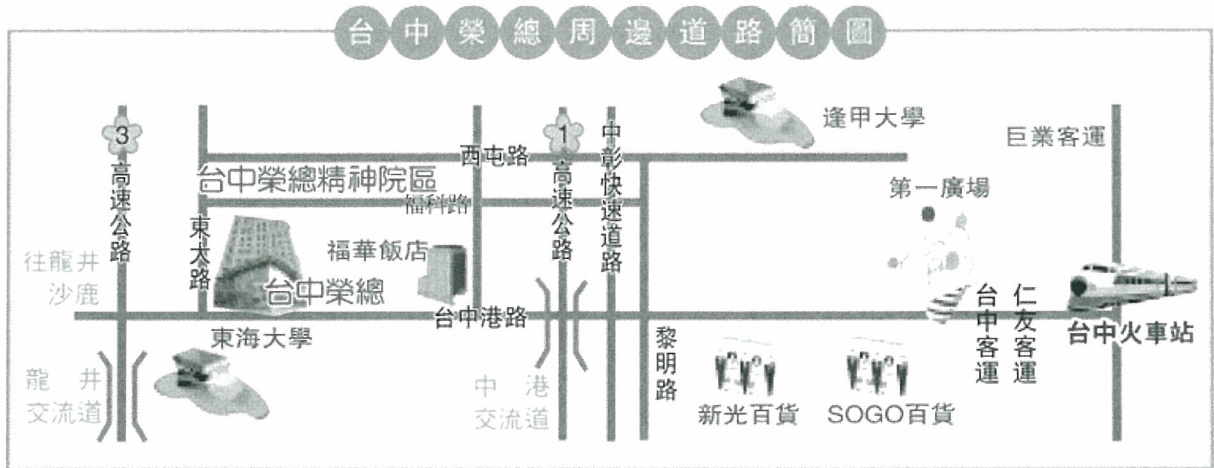 台中榮總周邊道路簡圖
3
高速公路
東大路
西屯路
1
高速公路
中彰快速道路
逢甲大學
巨業客運
台中榮總精神院區
福科路
第一廣場
往龍井
沙鹿
福華飯店
台中榮總
台中港路
東海大學
龍井
交流道
中港
交流道
黎明路
新光百貨
SOGO百貨
台中客運
仁友客運
台中火車站